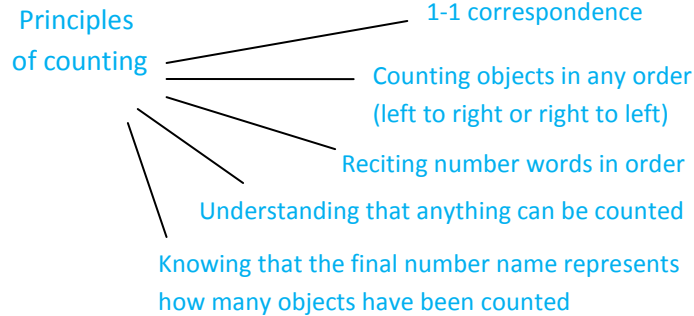 Principles
of counting
1-1 correspondence
Counting objects in any order
(left to right or right to left)
Reciting number words in order
Understanding that anything can be counted
Knowing that the final number name represents
how many objects have been counted